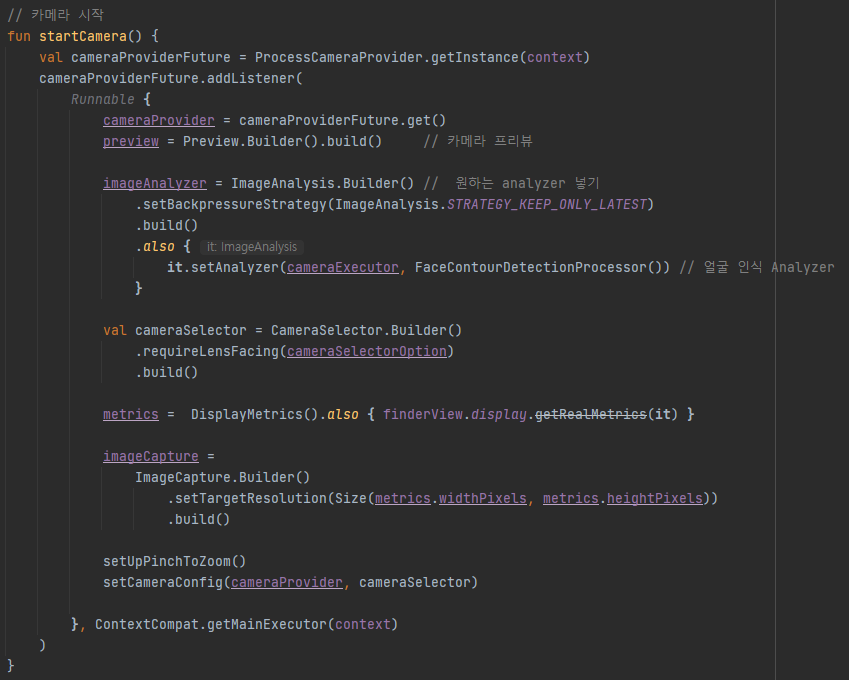 // 카메라 시작
fun startCamera() {
val cameraProviderFuture = ProcessCameraProvider.getInstance(context)
cameraProviderFuture.addListener(
Runnable {
cameraProvider = cameraProviderFuture.get()
preview = Preview.Builder().build()     // 카메라 프리뷰
imageAnalyzer = ImageAnalysis.Builder() //  원하는 analyzer 넣기
.setBackpressureStrategy(ImageAnalysis.STRATEGY_KEEP_ONLY_LATEST)
.build()
.also { it: ImageAnalysis
it.setAnalyzer(cameraExecutor, FaceContourDetectionProcessor()) // 얼굴 인식 Analyzer
}
val cameraSelector = CameraSelector.Builder()
.requireLensFacing(cameraSelectorOption)
.build()
metrics =  DisplayMetrics().also { finderView.display.getRealMetrics(it) }
imageCapture =
ImageCapture.Builder()
.setTargetResolution(Size(metrics.widthPixels, metrics.heightPixels))
.build()
setUpPinchToZoom()
setCameraConfig(cameraProvider, cameraSelector)
}, ContextCompat.getMainExecutor(context)
)
}